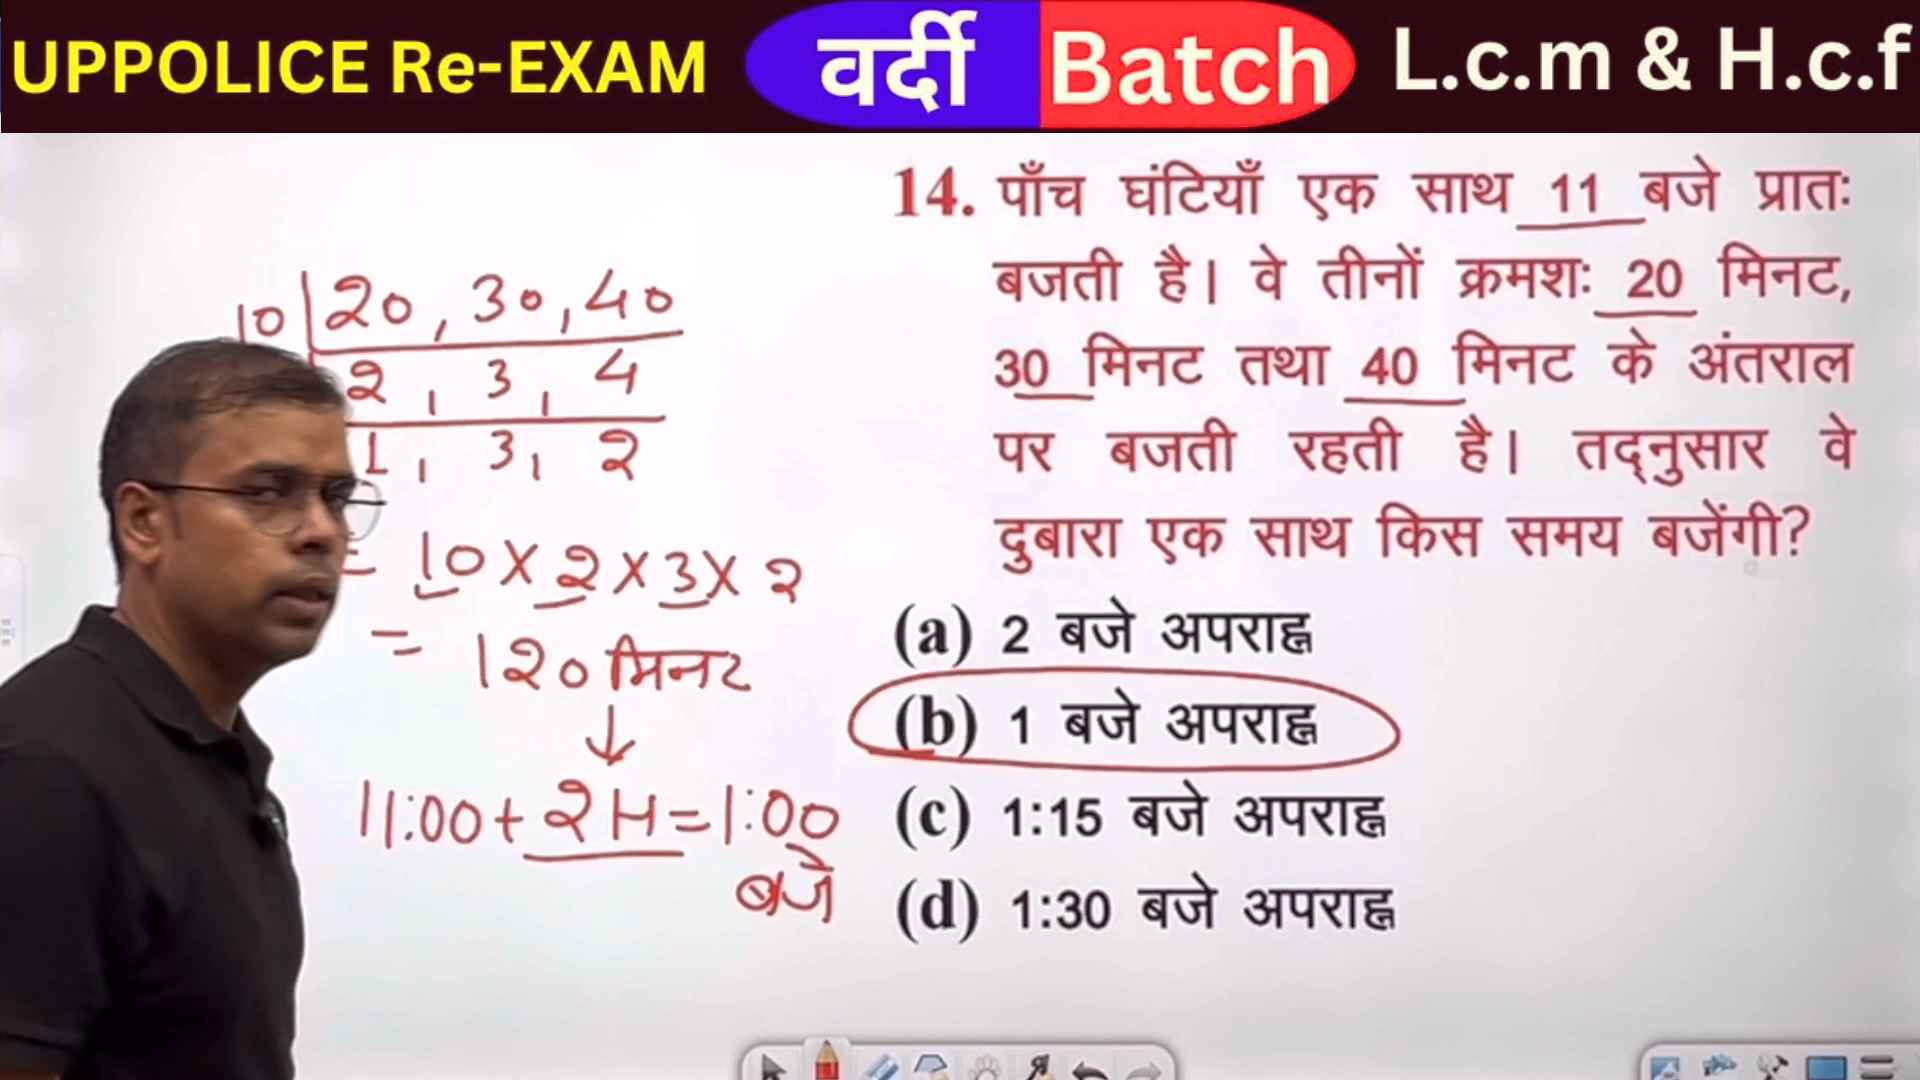 UPPOLICE Re-EXAM वर्दी Batch L.c.m & H.c.f
14. पाँच घंटियाँ एक साथ 11 बजे प्रातः
बजती है। वे तीनों क्रमशः 20 मिनट,
30 मिनट तथा 40 मिनट के अंतराल
पर बजती रहती है। तद्नुसार वे
दुबारा एक साथ किस समय बजेंगी?
(a) 2 बजे अपराह्न
(b) 1 बजे अपराह्न
(c) 1:15 बजे अपराह्न
(d) 1:30 बजे अपराह्न
10 | 20, 30, 40
2, 3, 4
1, 3, 2
= 10 X 2 X 3 X 2
= 120 मिनट
↓
11:00 + 2H = 1:00
बजे